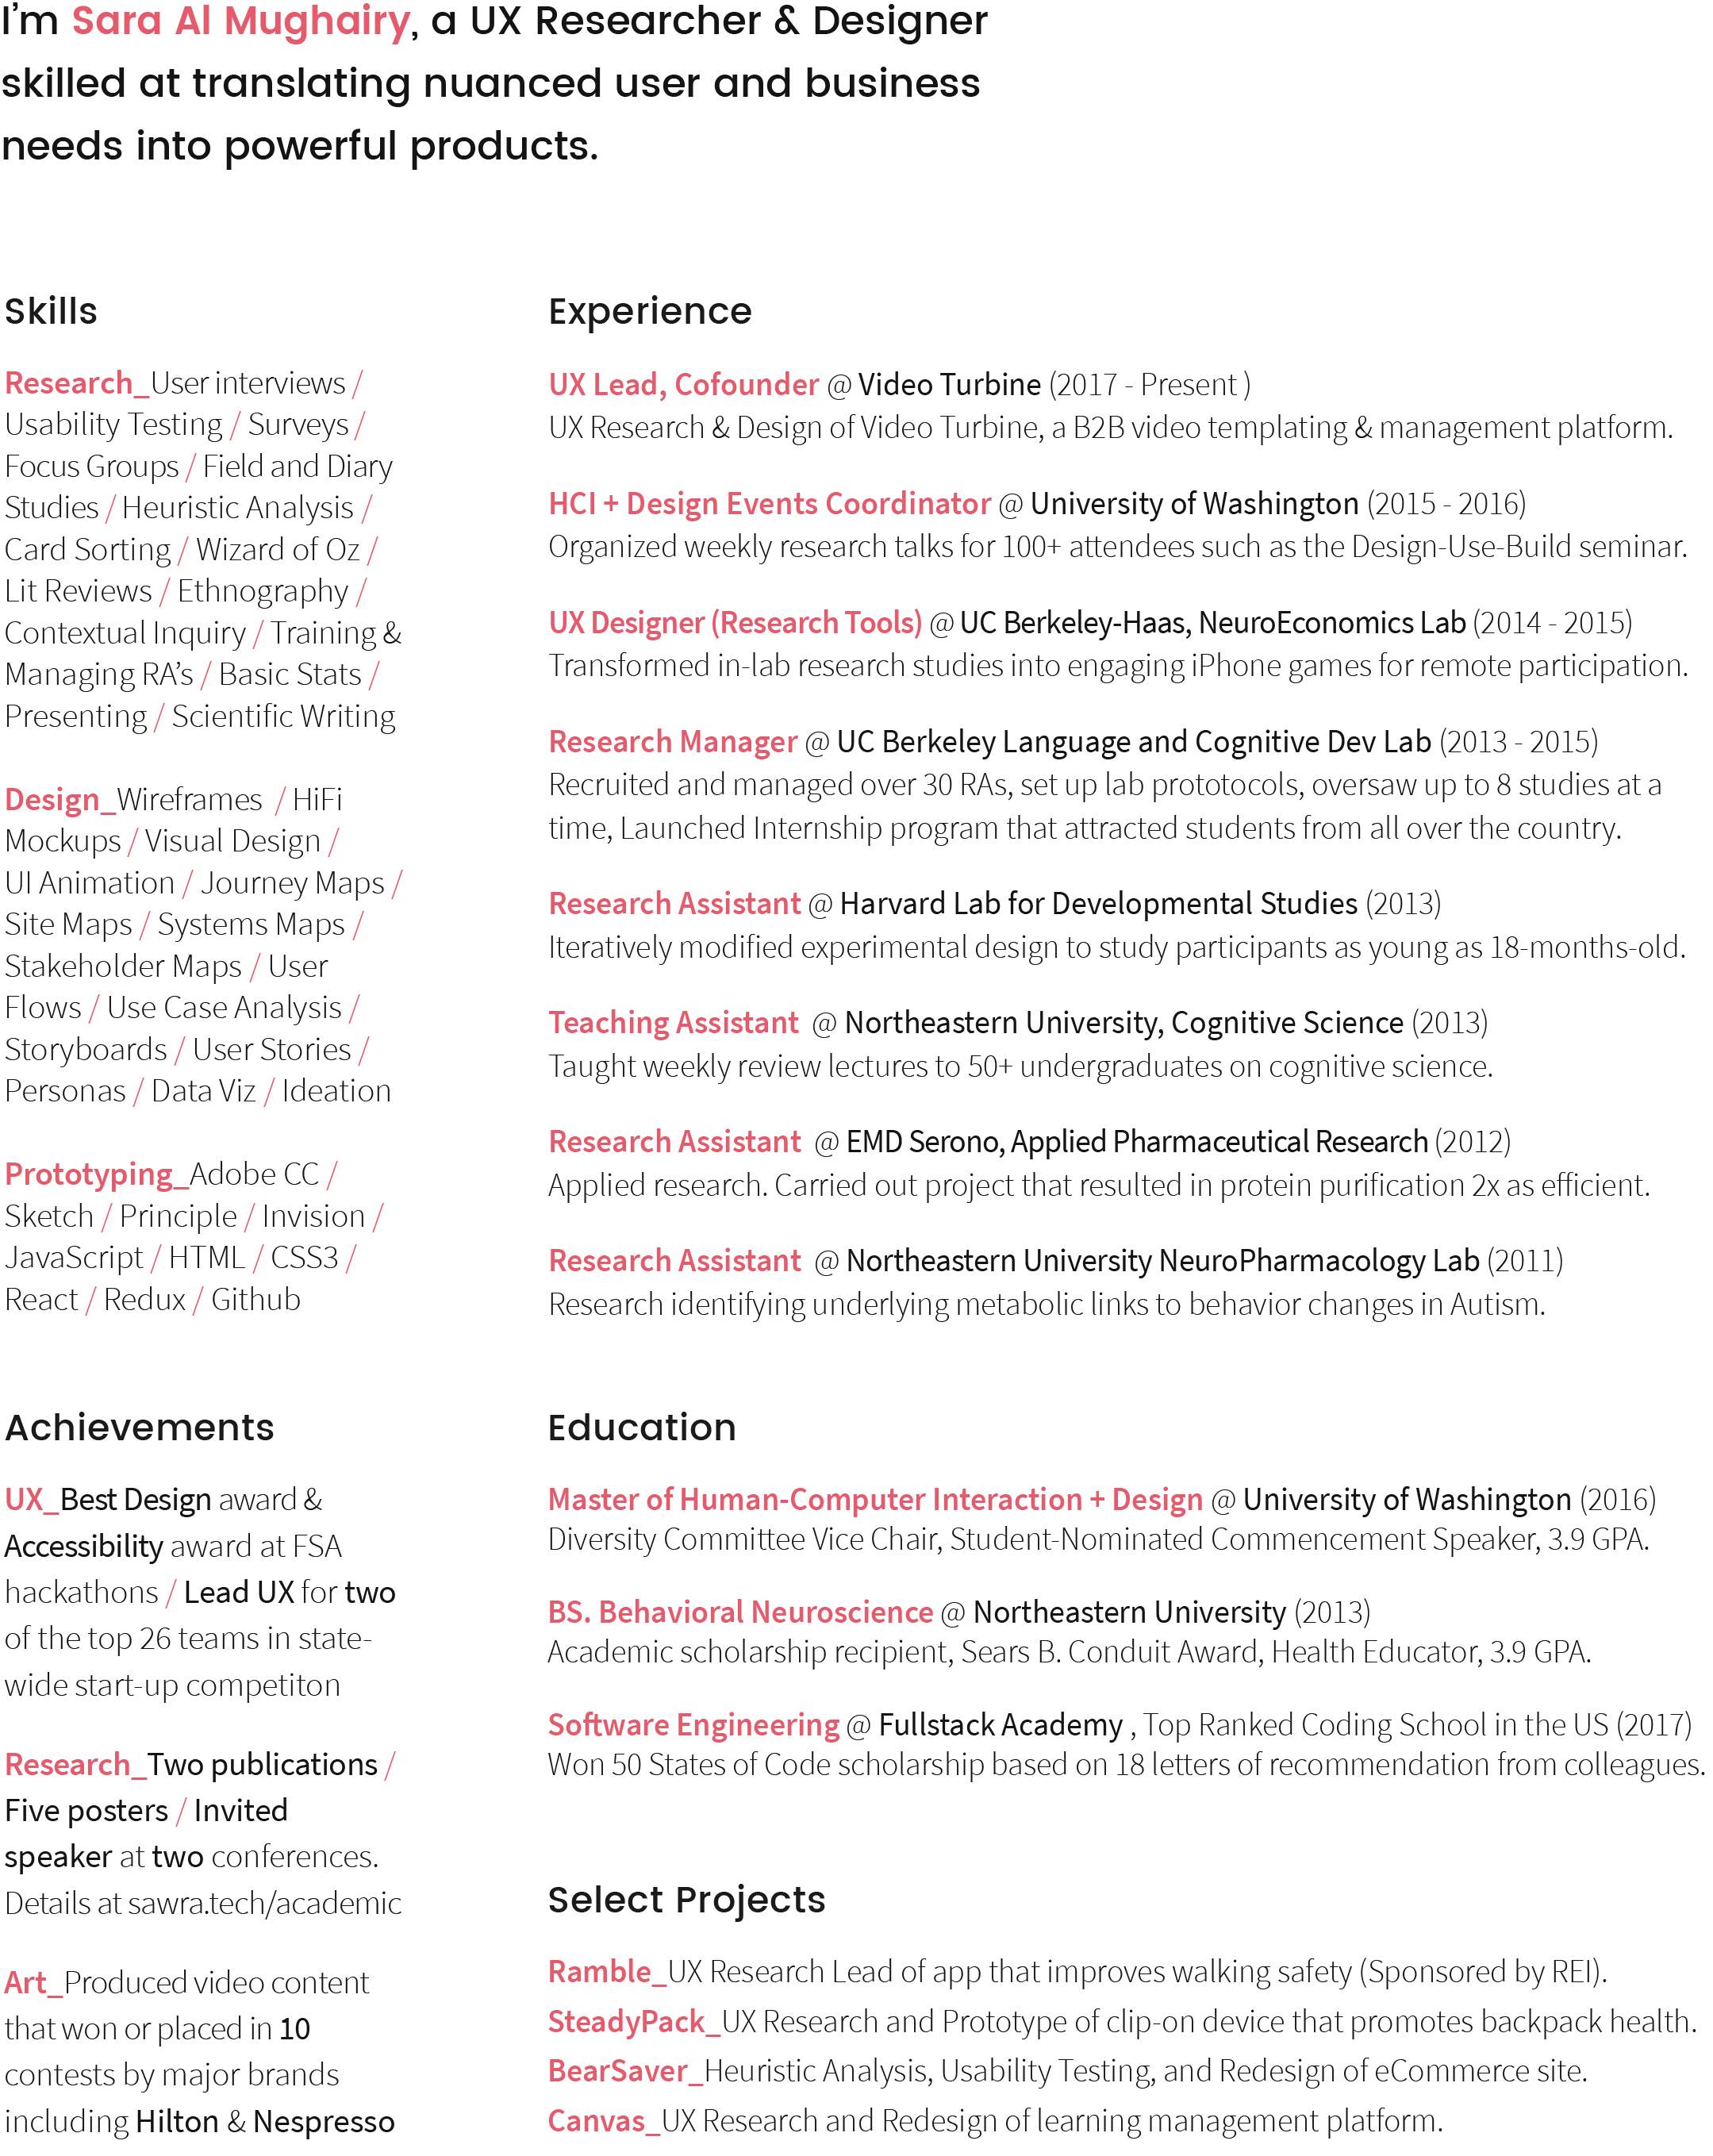 I'm Sara Al Mughairy, a UX Researcher & Designer
skilled at translating nuanced user and business
needs into powerful products.
Skills
Research_User interviews /
Usability Testing / Surveys /
Focus Groups / Field and Diary
Studies / Heuristic Analysis /
Card Sorting / Wizard of Oz /
Lit Reviews / Ethnography /
Contextual Inquiry / Training &
Managing RA's / Basic Stats /
Presenting / Scientific Writing
Design_Wireframes / HiFi
Mockups / Visual Design /
UI Animation / Journey Maps /
Site Maps / Systems Maps /
Stakeholder Maps / User
Flows / Use Case Analysis /
Storyboards / User Stories /
Personas / Data Viz / Ideation
Prototyping_Adobe CC /
Sketch / Principle / Invision /
JavaScript / HTML / CSS3 /
React / Redux / Github
Experience
UX Lead, Cofounder @ Video Turbine (2017 - Present )
UX Research & Design of Video Turbine, a B2B video templating & management platform.
HCI + Design Events Coordinator @ University of Washington (2015 - 2016)
Organized weekly research talks for 100+ attendees such as the Design-Use-Build seminar.
UX Designer (Research Tools) @ UC Berkeley-Haas, NeuroEconomics Lab (2014 - 2015)
Transformed in-lab research studies into engaging iPhone games for remote participation.
Research Manager @ UC Berkeley Language and Cognitive Dev Lab (2013 - 2015)
Recruited and managed over 30 RAs, set up lab prototocols, oversaw up to 8 studies at a
time, Launched Internship program that attracted students from all over the country.
Research Assistant @ Harvard Lab for Developmental Studies (2013)
Iteratively modified experimental design to study participants as young as 18-months-old.
Teaching Assistant @ Northeastern University, Cognitive Science (2013)
Taught weekly review lectures to 50+ undergraduates on cognitive science.
Research Assistant @ EMD Serono, Applied Pharmaceutical Research (2012)
Applied research. Carried out project that resulted in protein purification 2x as efficient.
Research Assistant @ Northeastern University NeuroPharmacology Lab (2011)
Research identifying underlying metabolic links to behavior changes in Autism.
Achievements
UX_Best Design award &
Accessibility award at FSA
hackathons / Lead UX for two
of the top 26 teams in state-
wide start-up competiton
Research_Two publications /
Five posters / Invited
speaker at two conferences.
Details at sawra.tech/academic
Art_Produced video content
that won or placed in 10
contests by major brands
including Hilton & Nespresso
Education
Master of Human-Computer Interaction + Design @ University of Washington (2016)
Diversity Committee Vice Chair, Student-Nominated Commencement Speaker, 3.9 GPA.
BS. Behavioral Neuroscience @ Northeastern University (2013)
Academic scholarship recipient, Sears B. Conduit Award, Health Educator, 3.9 GPA.
Software Engineering @ Fullstack Academy , Top Ranked Coding School in the US (2017)
Won 50 States of Code scholarship based on 18 letters of recommendation from colleagues.
Select Projects
Ramble_UX Research Lead of app that improves walking safety (Sponsored by REI).
SteadyPack_UX Research and Prototype of clip-on device that promotes backpack health.
BearSaver_Heuristic Analysis, Usability Testing, and Redesign of eCommerce site.
Canvas_UX Research and Redesign of learning management platform.